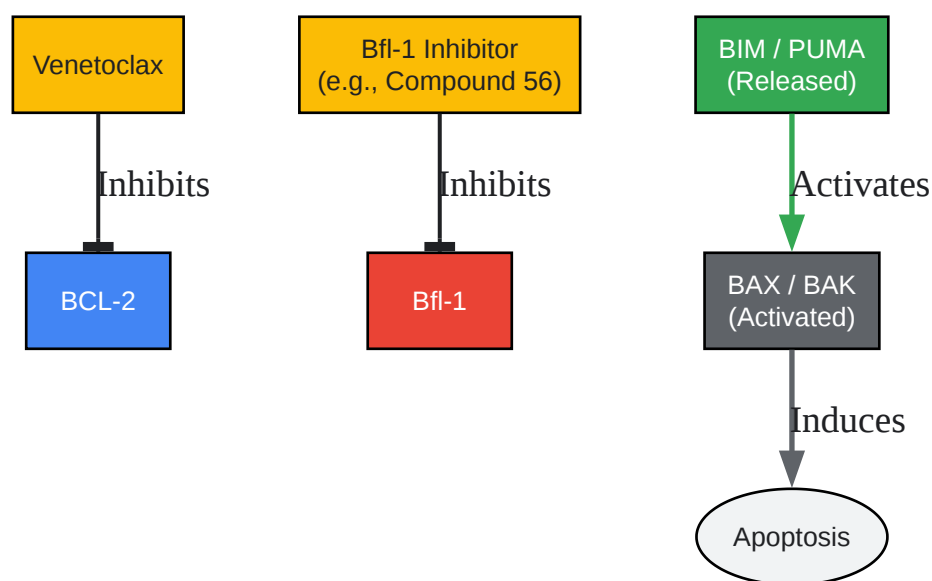 Venetoclax
Bfl-1 Inhibitor
(e.g., Compound 56)
BIM / PUMA
(Released)
Inhibits
Inhibits
Activates
BCL-2
Bfl-1
BAX / BAK
(Activated)
Induces
Apoptosis